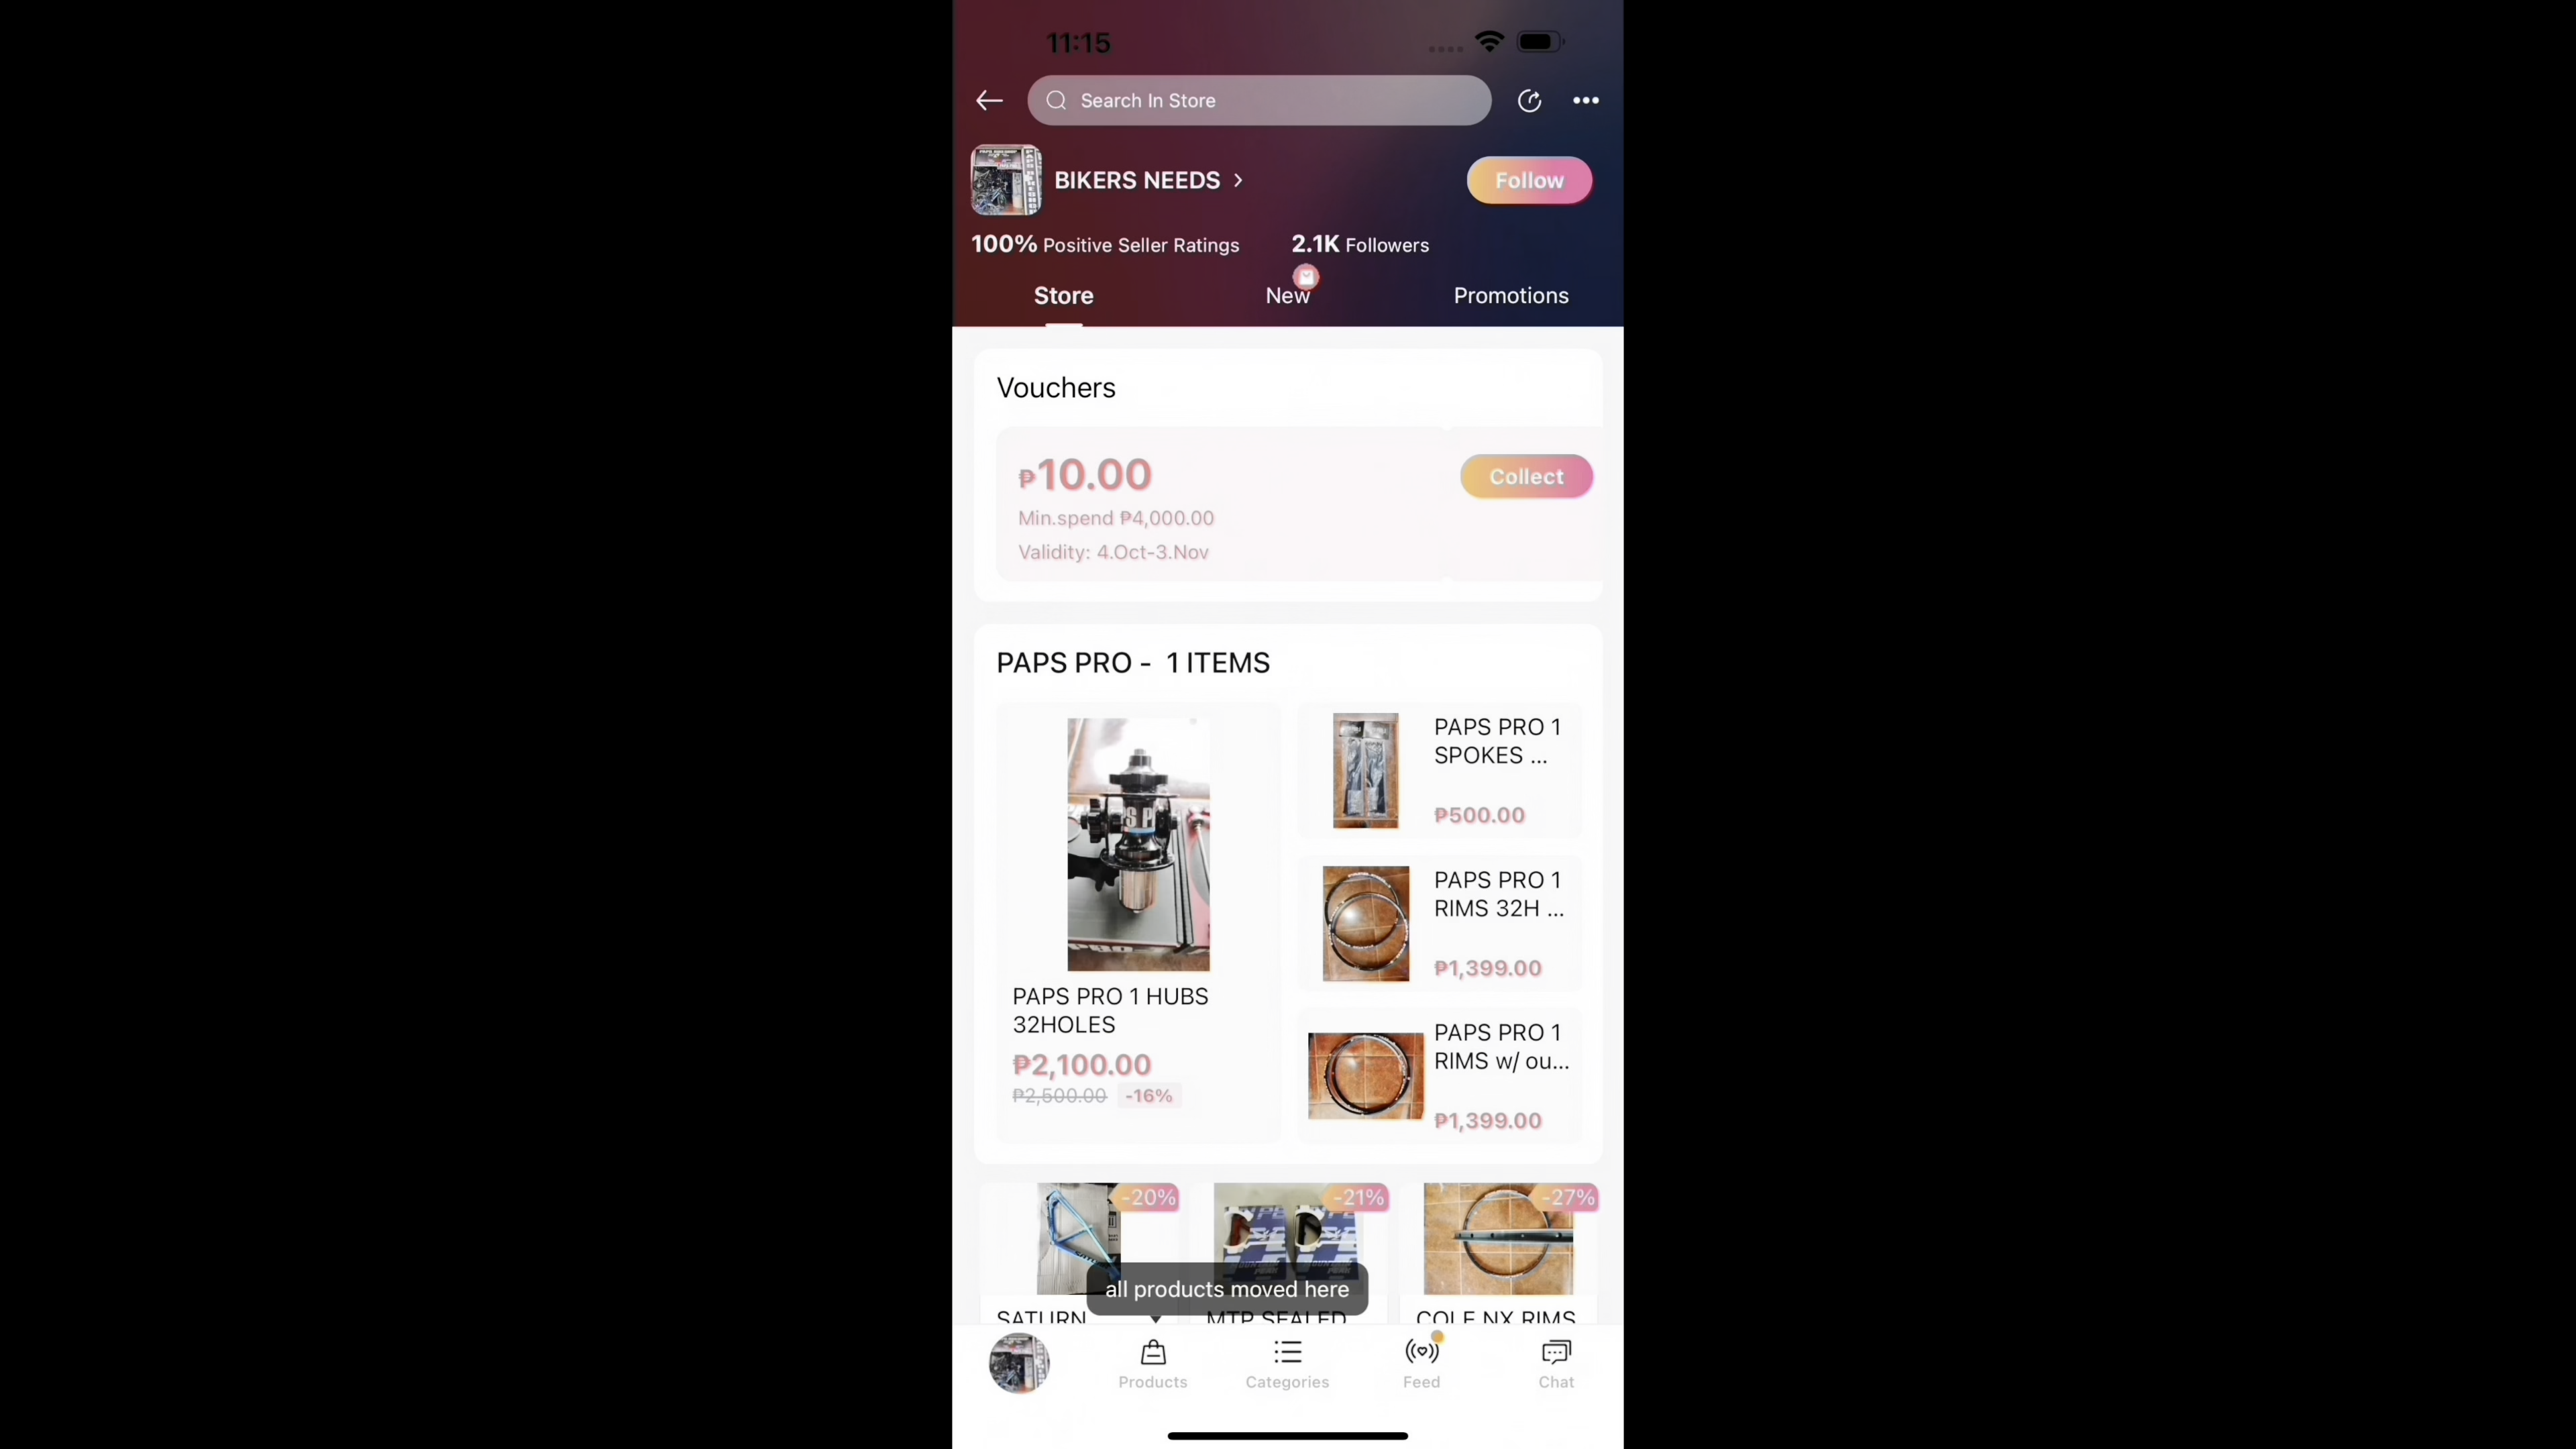 11:15
Search In Store
BIKERS NEEDS
Follow
100% Positive Seller Ratings
2.1K Followers
Store
New
Promotions
Vouchers
₱10.00
Collect
Min.spend ₱4,000.00
Validity: 4.Oct-3.Nov
PAPS PRO - 1 ITEMS
PAPS PRO 1 HUBS
32HOLES
₱2,100.00
₱2,500.00 -16%
PAPS PRO 1
SPOKES ...
₱500.00
PAPS PRO 1
RIMS 32H ...
₱1,399.00
PAPS PRO 1
RIMS w/ ou...
₱1,399.00
-20%
-21%
-27%
all products moved here
SATURN
MTP SEALED
COLE NX RIMS
Products
Categories
Feed
Chat